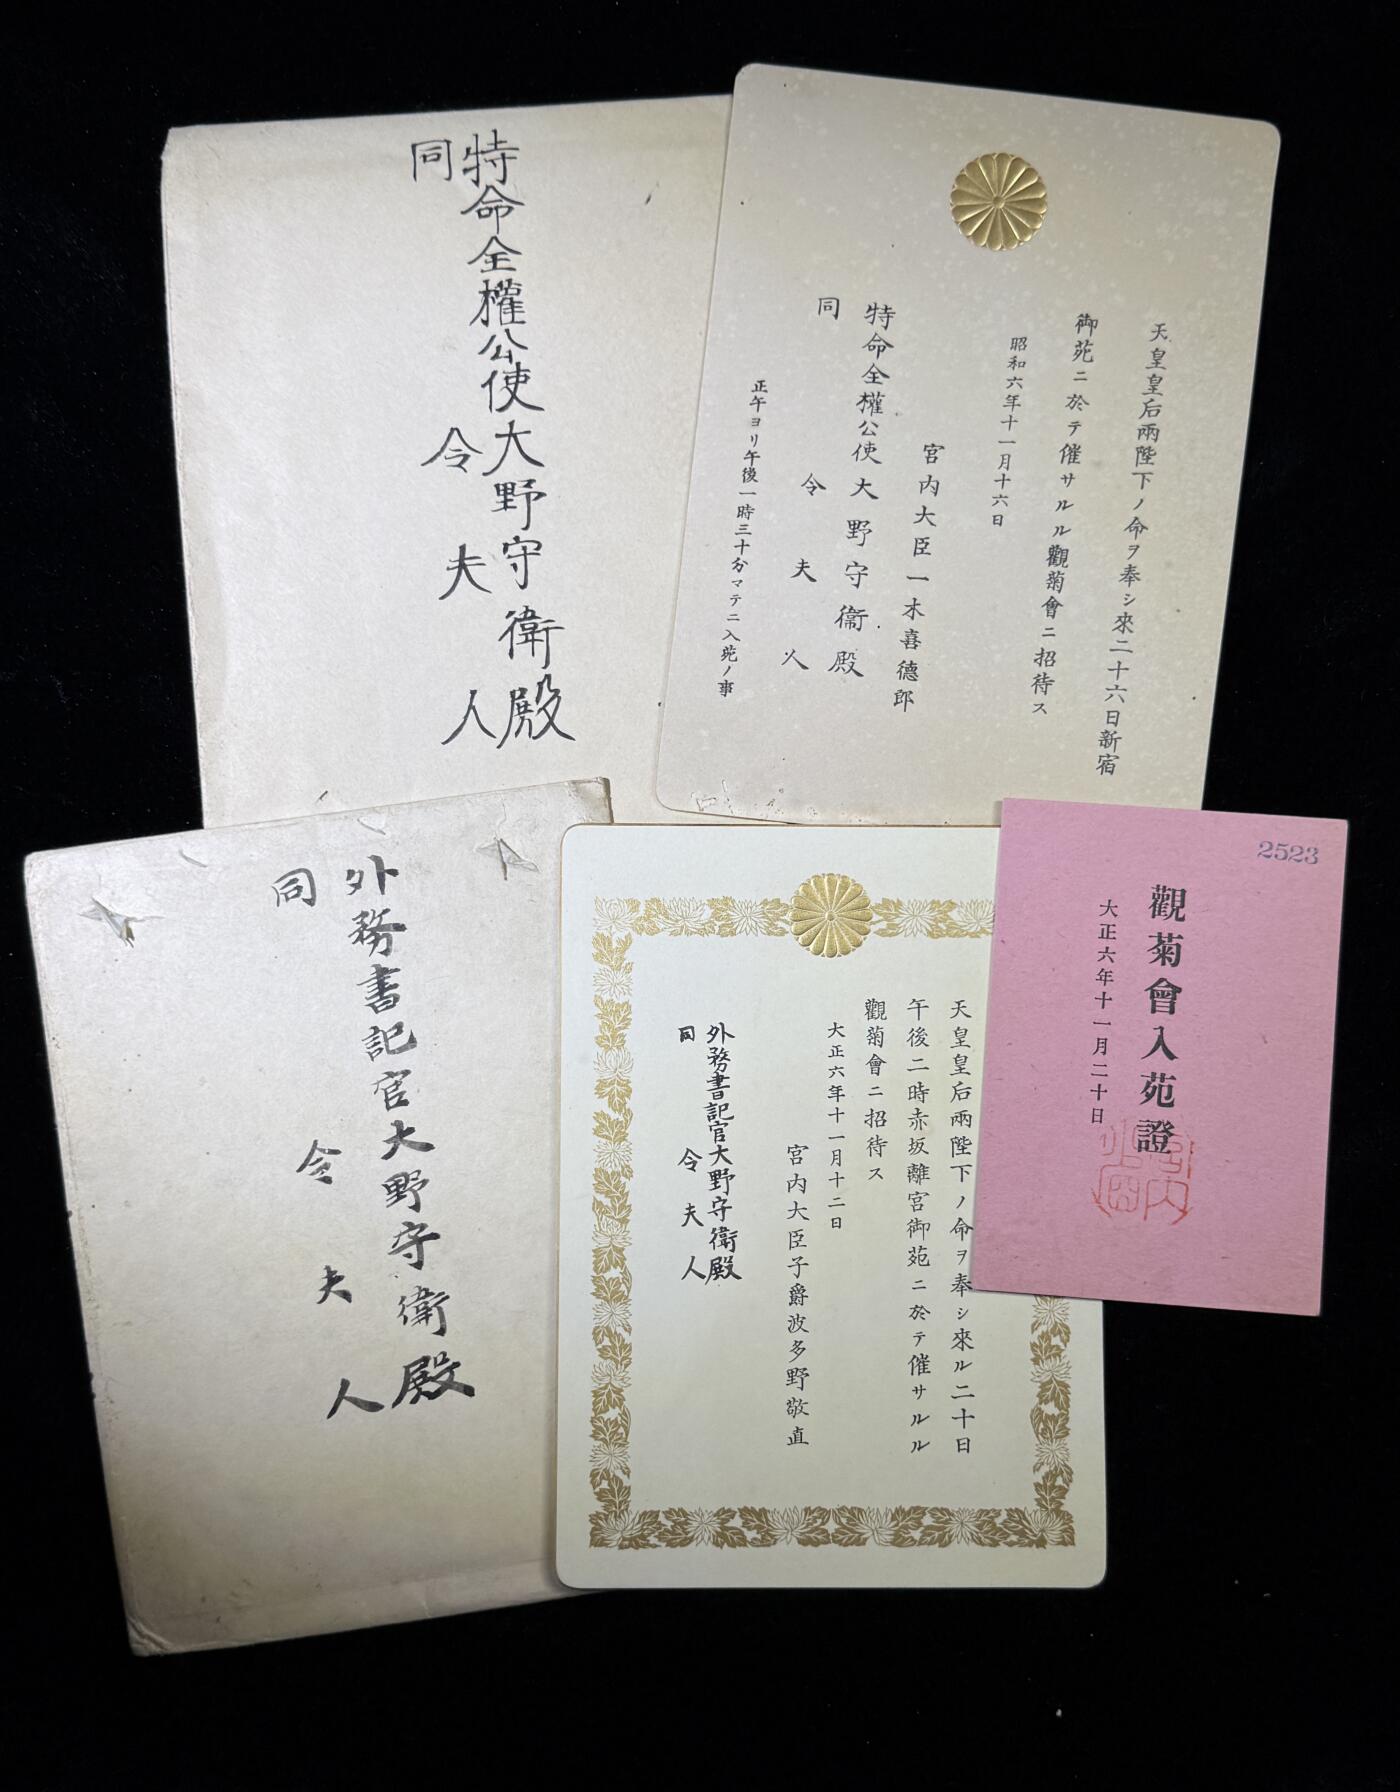 特命全權公使大野守衞殿
同 令夫人
天皇皇后兩陛下ノ命ヲ奉シ來二十六日新宿
御苑ニ於テ催サルル觀菊會ニ招待ス
昭和六年十一月十六日
宮内大臣一木喜德郎
特命全權公使大野守衞殿
同 令夫人
正午ヨリ午後一時三十分マテニ入苑ノ事
外務書記官大野守衞殿
同 令夫人
天皇皇后兩陛下ノ命ヲ奉シ來ル二十日
午後二時赤坂離宮御苑ニ於テ催サルル
觀菊會ニ招待ス
大正六年十一月十二日
宮内大臣子爵波多野敬直
外務書記官大野守衞殿
同 令夫人
2523
觀菊會入苑證
大正六年十一月二十日